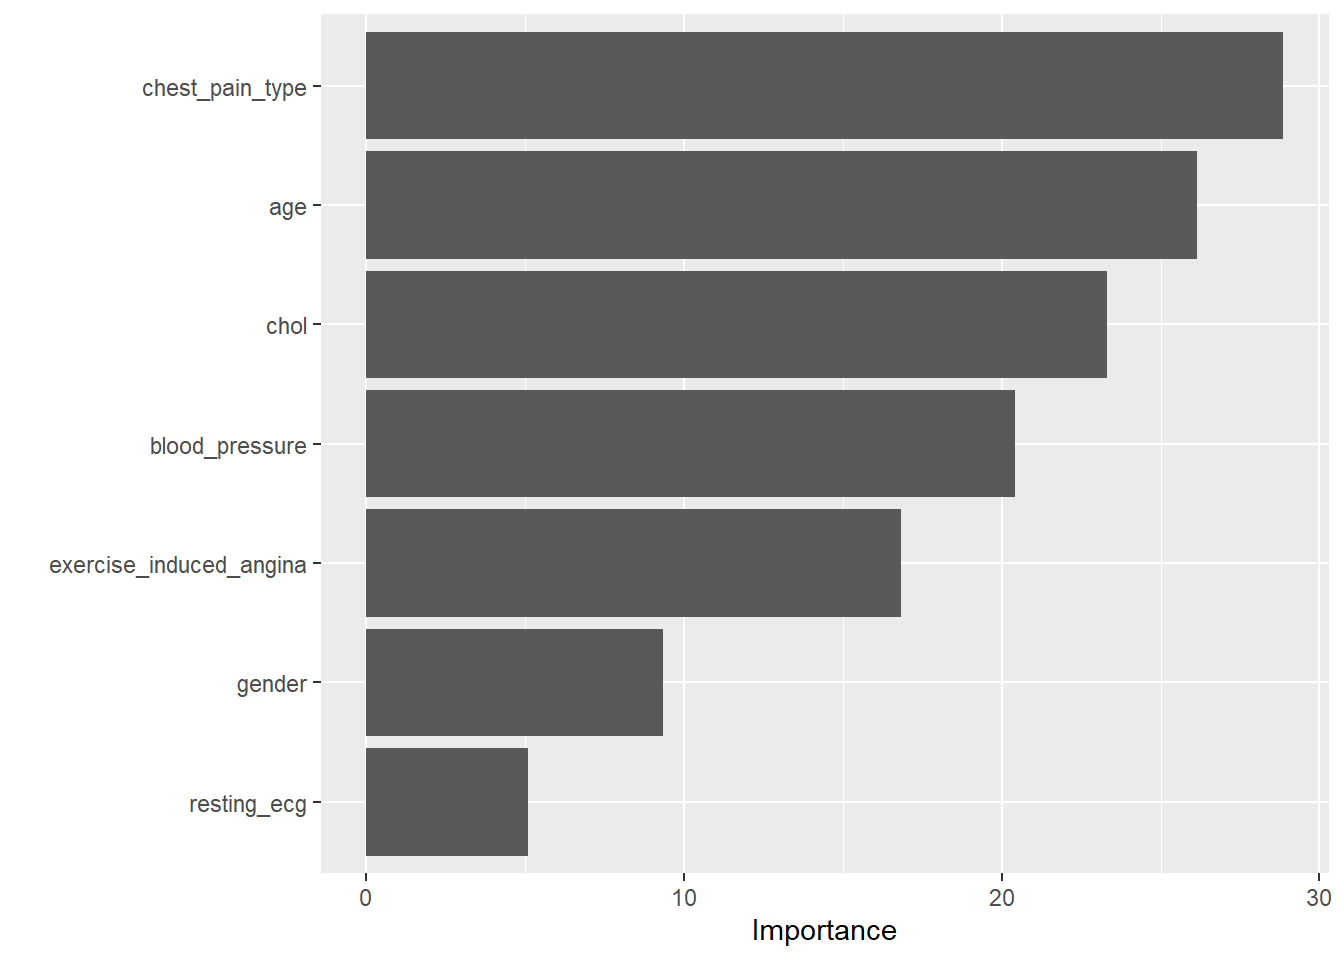 chest_pain_type
age
chol
blood_pressure
exercise_induced_angina
gender
resting_ecg
0 10 20 30
Importance